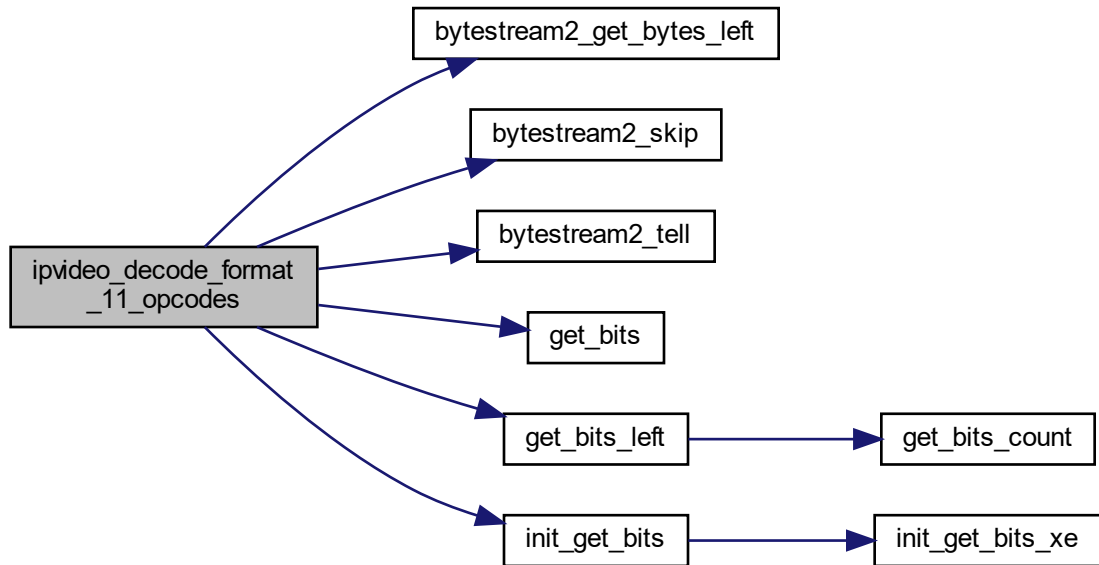 bytestream2_get_bytes_left
bytestream2_skip
bytestream2_tell
ipvideo_decode_format
_11_opcodes
get_bits
get_bits_left
get_bits_count
init_get_bits
init_get_bits_xe